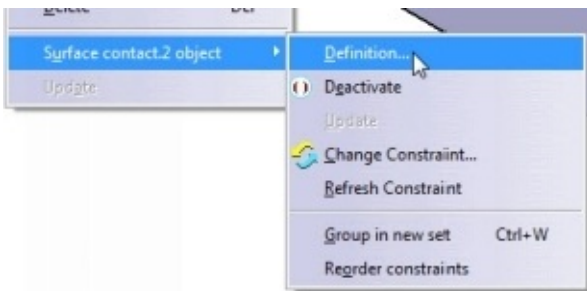 Delete Del
Surface contact.2 object
Update
Definition...
Deactivate
Update
Change Constraint...
Refresh Constraint
Group in new set Ctrl+W
Reorder constraints